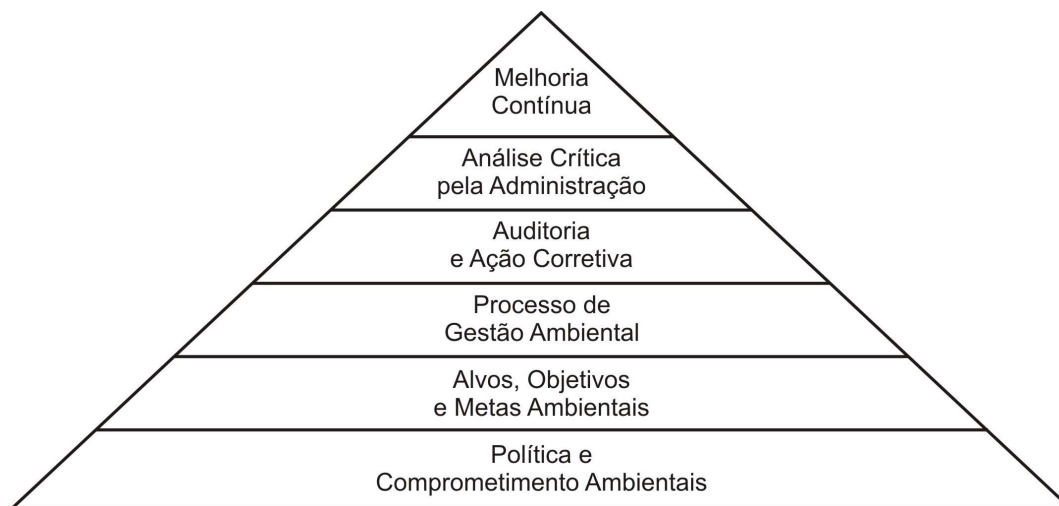 Melhoria
Contínua
Análise Crítica
pela Administração
Auditoria
e Ação Corretiva
Processo de
Gestão Ambiental
Alvos, Objetivos
e Metas Ambientais
Política e
Comprometimento Ambientais